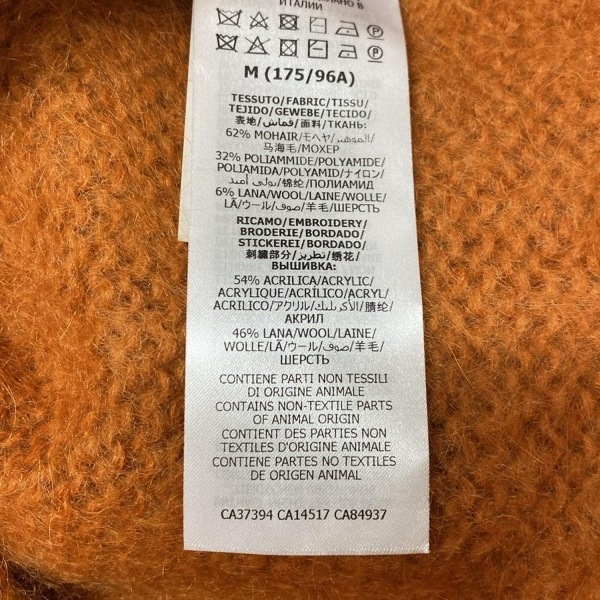 ИТАЛИИ
M (175/96A)
TESSUTO/FABRIC/TISSU/
TEJIDO/GEWEBE/TECIDO/
表地/قماش/面料/ТКАНЬ:
62% MOHAIR/モヘヤ/الموهير/
马海毛/МОХЕР
32% POLIAMMIDE/POLYAMIDE/
POLIAMIDA/POLYAMID/ナイロン/
بولي أميد/锦纶/ПОЛИАМИД
6% LANA/WOOL/LAINE/WOLLE/
LÃ/ウール/صوف/羊毛/ШЕРСТЬ
RICAMO/EMBROIDERY/
BRODERIE/BORDADO/
STICKEREI/BORDADO/
刺繍部分/تطريز/绣花/
ВЫШИВКА:
54% ACRILICA/ACRYLIC/
ACRYLIQUE/ACRÍLICO/ACRYL/
ACRILICO/アクリル/الأكريليك/腈纶/
АКРИЛ
46% LANA/WOOL/LAINE/
WOLLE/LÃ/ウール/صوف/羊毛/
ШЕРСТЬ
CONTIENE PARTI NON TESSILI
DI ORIGINE ANIMALE
CONTAINS NON-TEXTILE PARTS
OF ANIMAL ORIGIN
CONTIENT DES PARTIES NON
TEXTILES D'ORIGINE ANIMALE
CONTIENE PARTES NO TEXTILES
DE ORIGEN ANIMAL
CA37394 CA14517 CA84937